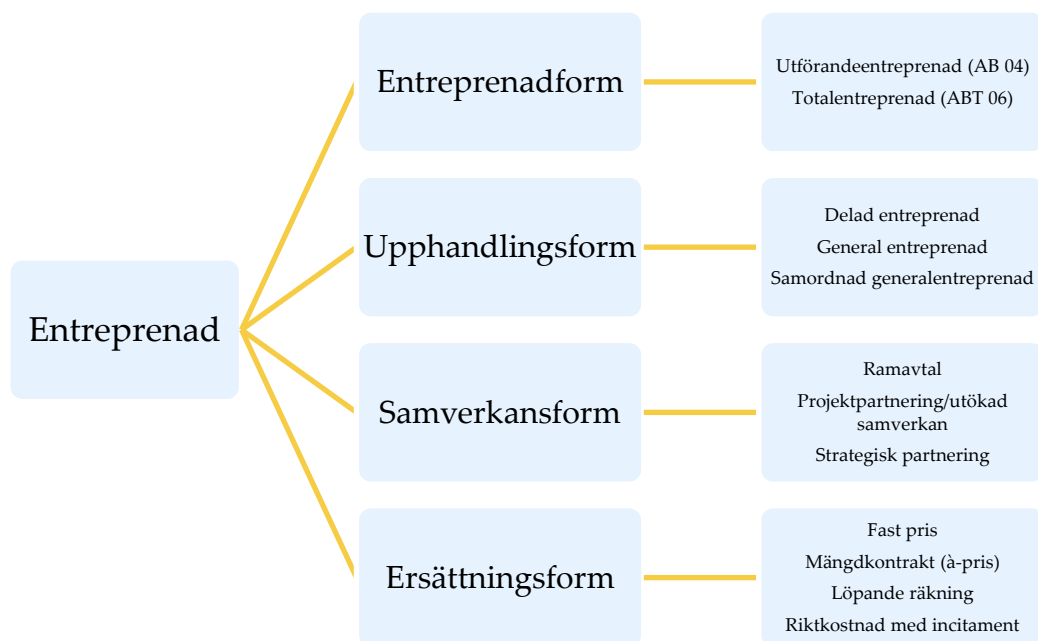 Entreprenad
Entreprenadform
Utförandeentreprenad (AB 04)
Totalentreprenad (ABT 06)
Upphandlingsform
Delad entreprenad
General entreprenad
Samordnad generalentreprenad
Samverkansform
Ramavtal
Projektpartnering/utökad
samverkan
Strategisk partnering
Ersättningsform
Fast pris
Mängdkontrakt (à-pris)
Löpande räkning
Riktkostnad med incitament